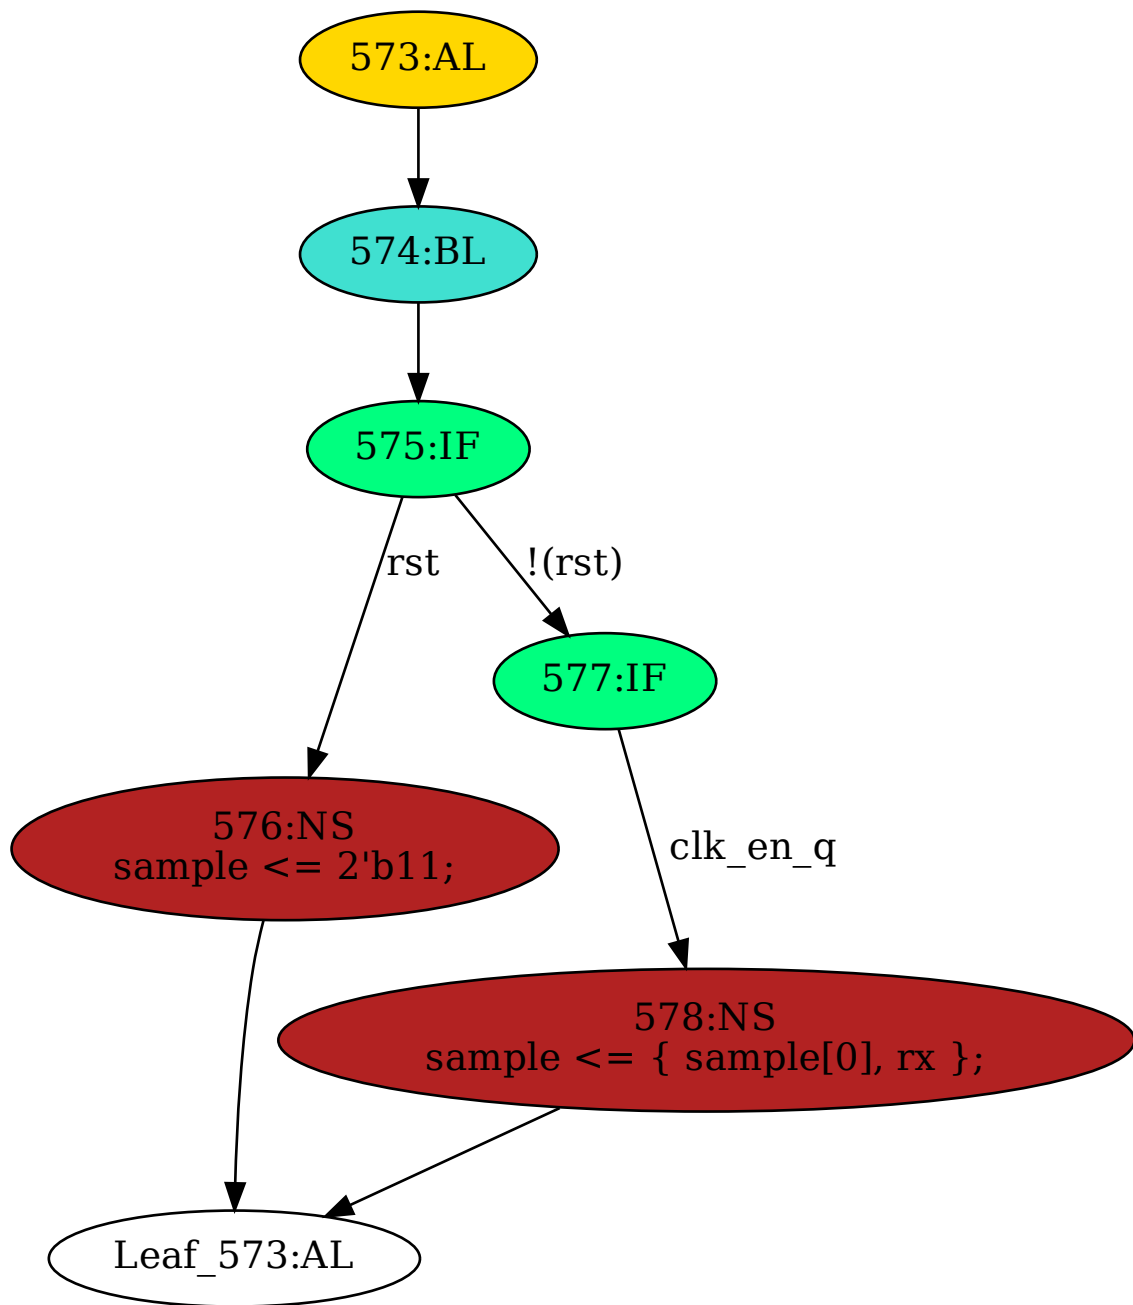 573:AL
574:BL
575:IF
rst
!(rst)
577:IF
576:NS
sample <= 2'b11;
clk_en_q
578:NS
sample <= { sample[0], rx };
Leaf_573:AL